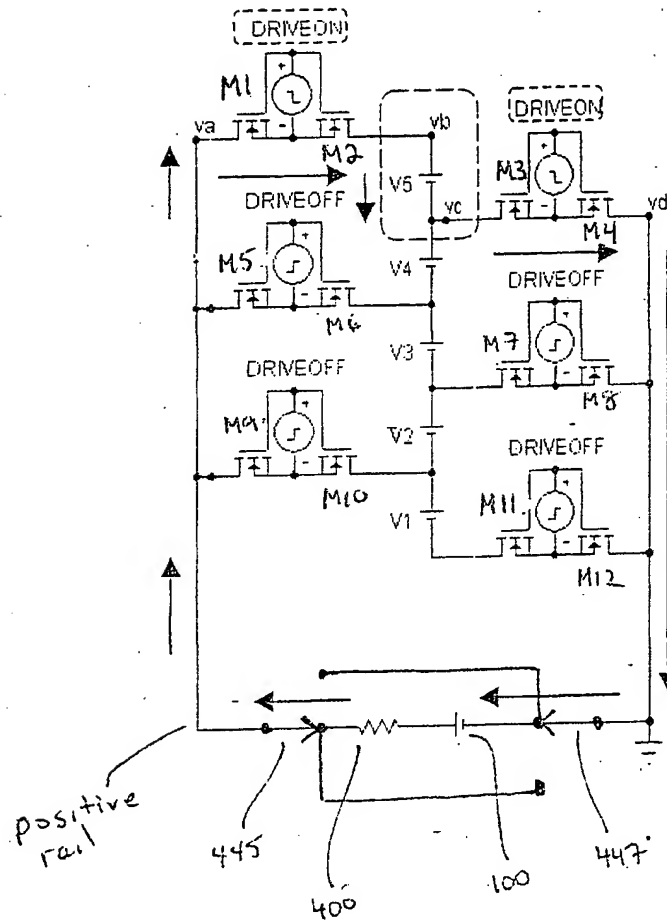 DRIVEON
M1
va
M2
vb
V5
vc
DRIVEON
M3
M4
vd
DRIVEOFF
M5
M6
V4
DRIVEOFF
M7
M8
V3
DRIVEOFF
M9
M10
V2
DRIVEOFF
M11
M12
V1
positive
rail
445
400
100
447